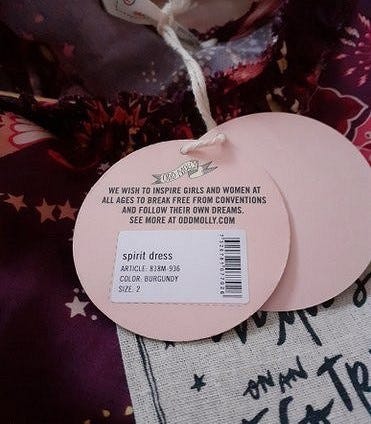 ODD MOLLY
WE WISH TO INSPIRE GIRLS AND WOMEN AT
ALL AGES TO BREAK FREE FROM CONVENTIONS
AND FOLLOW THEIR OWN DREAMS.
SEE MORE AT ODDMOLLY.COM
spirit dress
ARTICLE: 818M-936
COLOR: BURGUNDY
SIZE: 2
ON AN